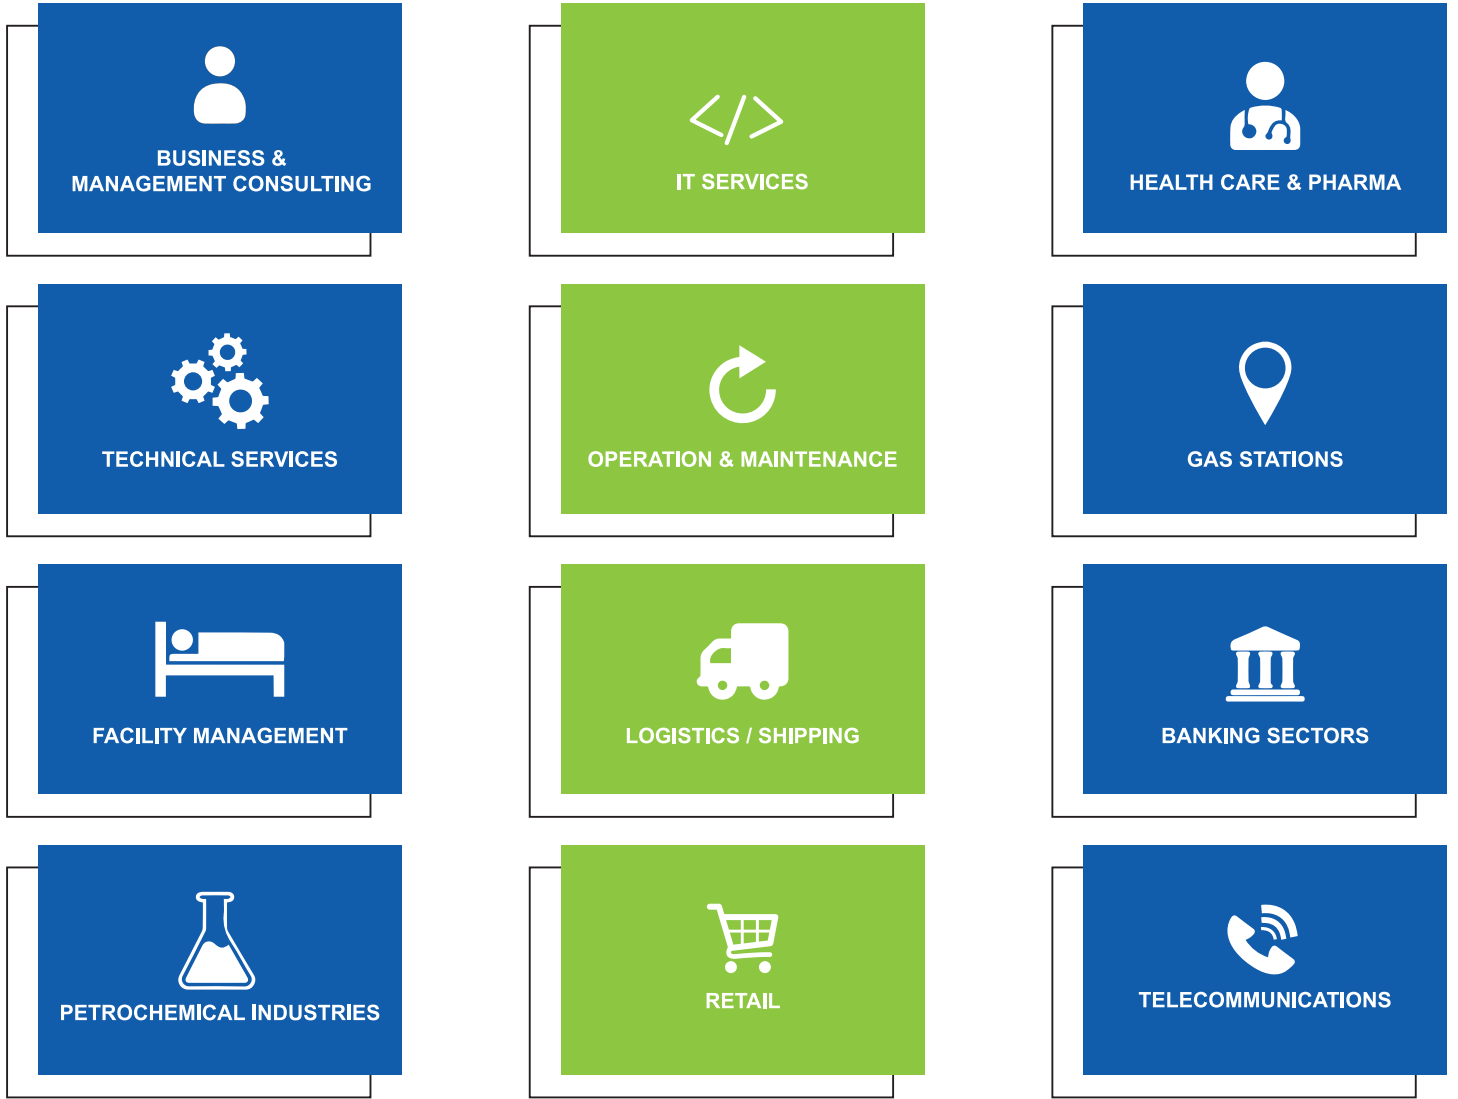 BUSINESS &
MANAGEMENT CONSULTING
IT SERVICES
HEALTH CARE & PHARMA
TECHNICAL SERVICES
OPERATION & MAINTENANCE
GAS STATIONS
FACILITY MANAGEMENT
LOGISTICS / SHIPPING
BANKING SECTORS
PETROCHEMICAL INDUSTRIES
RETAIL
TELECOMMUNICATIONS